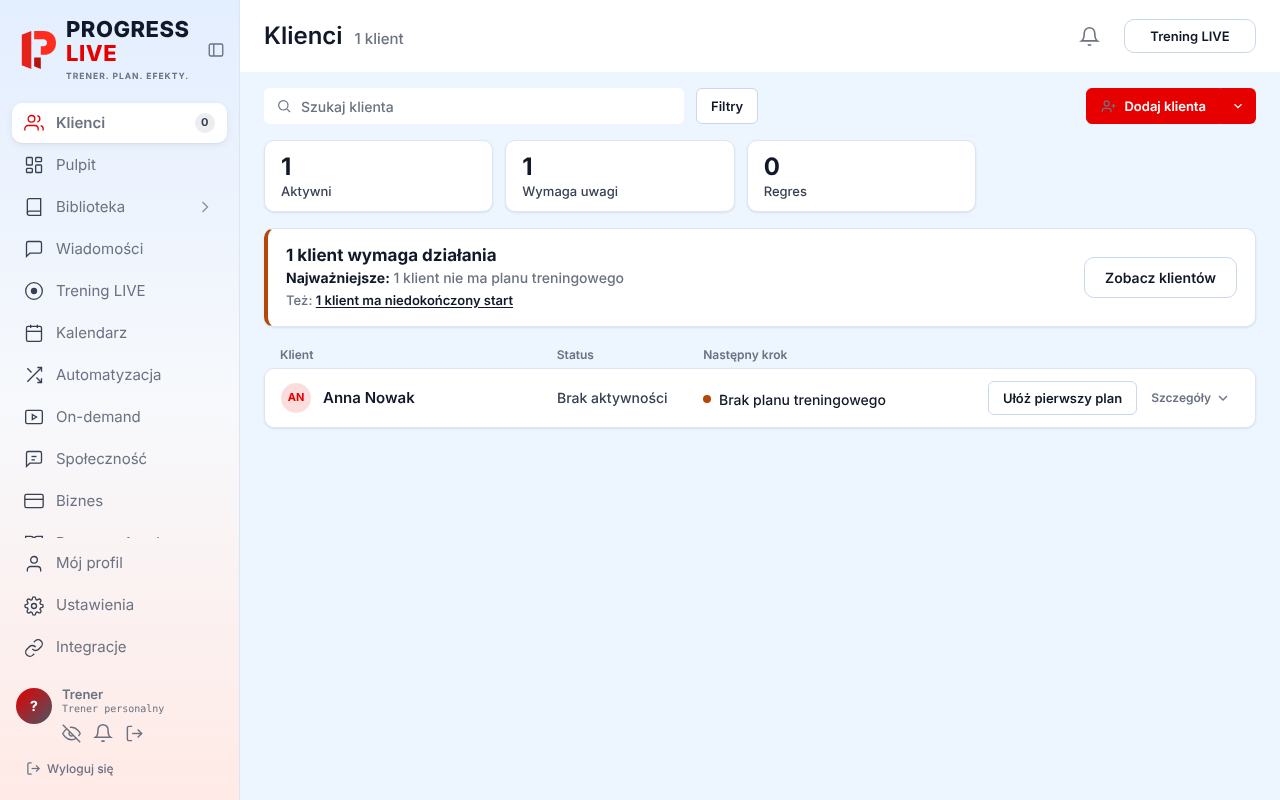 PROGRESS
LIVE
TRENER. PLAN. EFEKTY.
Klienci
0
Pulpit
Biblioteka
Wiadomości
Trening LIVE
Kalendarz
Automatyzacja
On-demand
Społeczność
Biznes
Mój profil
Ustawienia
Integracje
?
Trener
Trener personalny
Wyloguj się
Klienci
1 klient
Trening LIVE
Szukaj klienta
Filtry
Dodaj klienta
1
Aktywni
1
Wymaga uwagi
0
Regres
1 klient wymaga działania
Najważniejsze: 1 klient nie ma planu treningowego
Też: 1 klient ma niedokończony start
Zobacz klientów
Klient
Status
Następny krok
AN
Anna Nowak
Brak aktywności
Brak planu treningowego
Ułóż pierwszy plan
Szczegóły